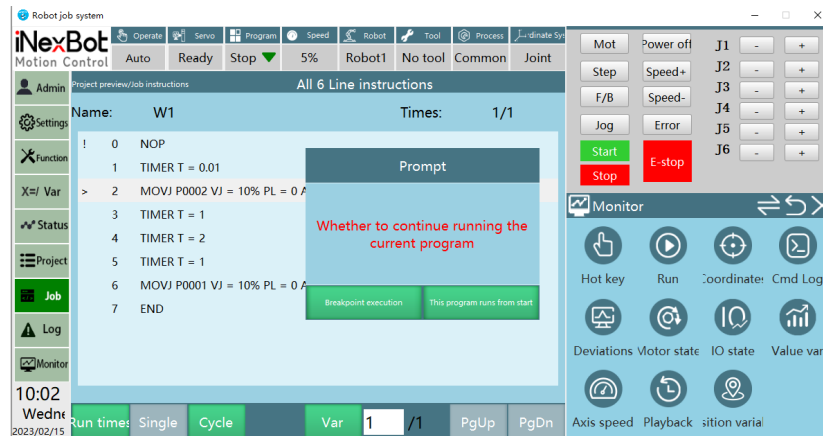 Robot job system
iNexBot
Motion Control
Operate Servo Program Speed Robot Tool Process
Auto Ready Stop 5% Robot1 No tool Common Joint
Admin
Settings
Function
X=/ Var
Status
Project
Job
Log
Monitor
10:02
2023/02/15
Project preview/Job instructions
All 6 Line instructions
Name: W1 Times: 1/1
! 0 NOP
1 TIMER T = 0.01
> 2 MOVJ P0002 VJ = 10% PL = 0 A
3 TIMER T = 1
4 TIMER T = 2
5 TIMER T = 1
6 MOVJ P0001 VJ = 10% PL = 0 A
7 END
Prompt
Whether to continue running the
current program
Breakpoint execution This program runs from start
Run times Single Cycle Var 1 /1 PgUp PgDn
Mot Power off J1 - +
Step Speed+ J2 - +
F/B Speed- J3 - +
J4 - +
Jog Error J5 - +
Start E-stop J6 - +
Stop
Monitor
Hot key Run Coordinates Cmd Log
Deviations Motor state IO state Value var
Axis speed Playback sition varial